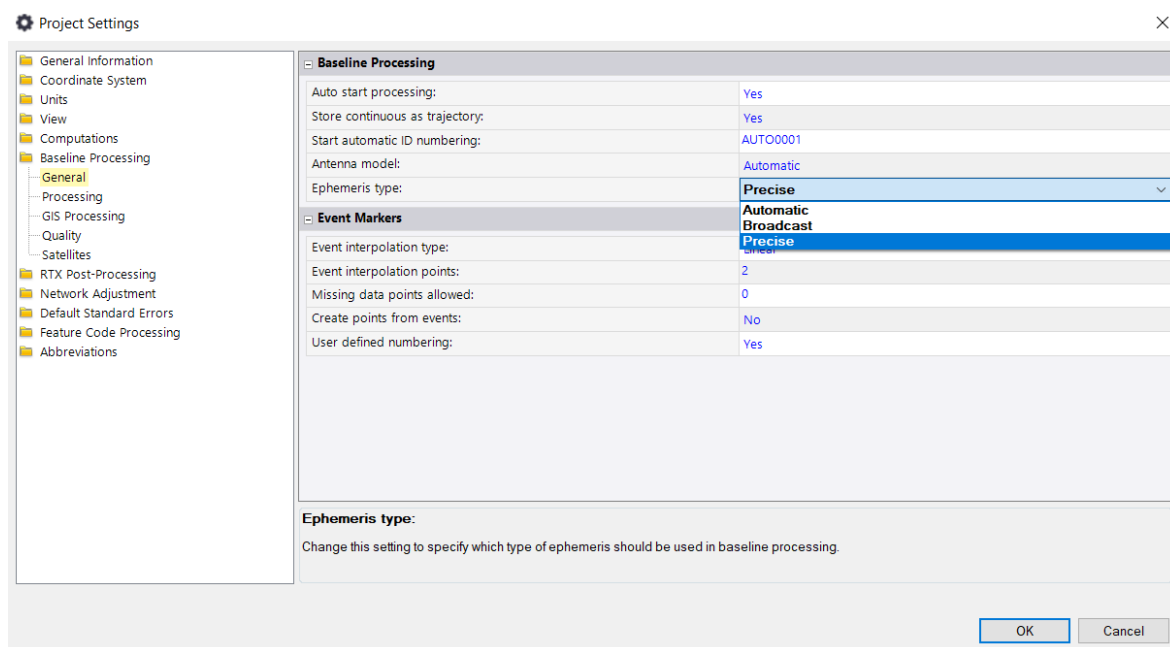 Project Settings
General Information
Coordinate System
Units
View
Computations
Baseline Processing
General
Processing
GIS Processing
Quality
Satellites
RTX Post-Processing
Network Adjustment
Default Standard Errors
Feature Code Processing
Abbreviations
Baseline Processing
Auto start processing: Yes
Store continuous as trajectory: Yes
Start automatic ID numbering: AUTO0001
Antenna model: Automatic
Ephemeris type: Precise
Automatic
Broadcast
Precise
Event Markers
Event interpolation type: Linear
Event interpolation points: 2
Missing data points allowed: 0
Create points from events: No
User defined numbering: Yes
Ephemeris type:
Change this setting to specify which type of ephemeris should be used in baseline processing.
OK Cancel